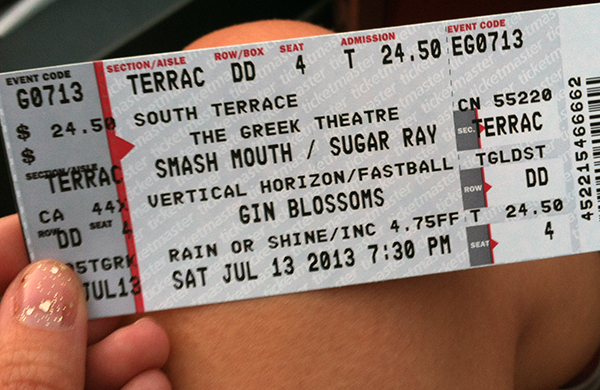 EVENT CODE
G0713
$ 24.50
$
SECTION/AISLE
TERRAC
CA 44X
ROW SEAT
DD 4
JUL13
SECTION/AISLE ROW/BOX SEAT ADMISSION
TERRAC DD 4 T 24.50
SOUTH TERRACE
THE GREEK THEATRE
SMASH MOUTH / SUGAR RAY
VERTICAL HORIZON/FASTBALL
GIN BLOSSOMS
RAIN OR SHINE/INC 4.75FF
SAT JUL 13 2013 7:30 PM
EVENT CODE
EG0713
CN 55220
SEC. TERRAC
TGLDST
ROW DD
T 24.50
SEAT 4
452215466662
ticketmaster